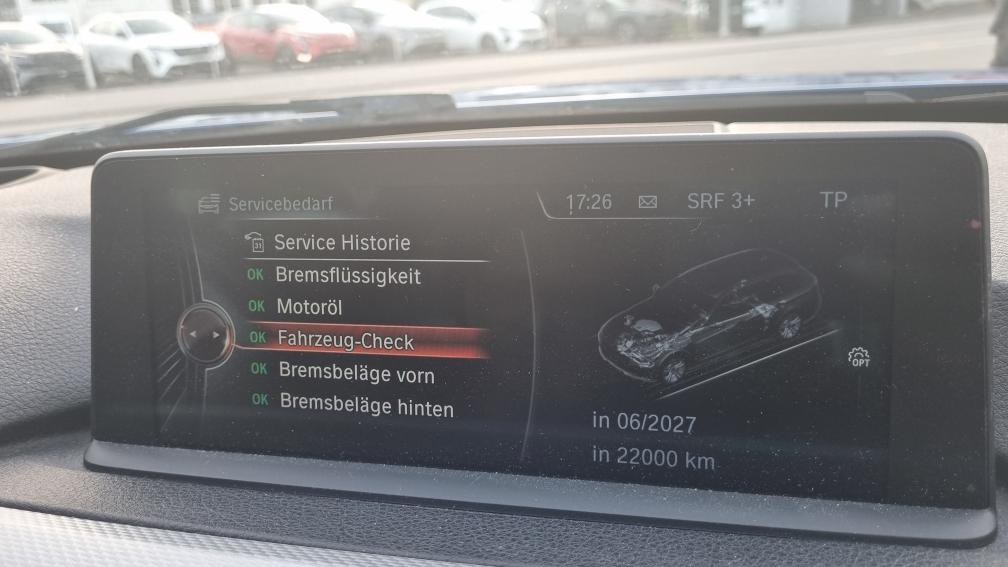 Servicebedarf
17:26 SRF 3+ TP
31 Service Historie
OK Bremsflüssigkeit
OK Motoröl
OK Fahrzeug-Check
OK Bremsbeläge vorn
OK Bremsbeläge hinten
OPT
in 06/2027
in 22000 km